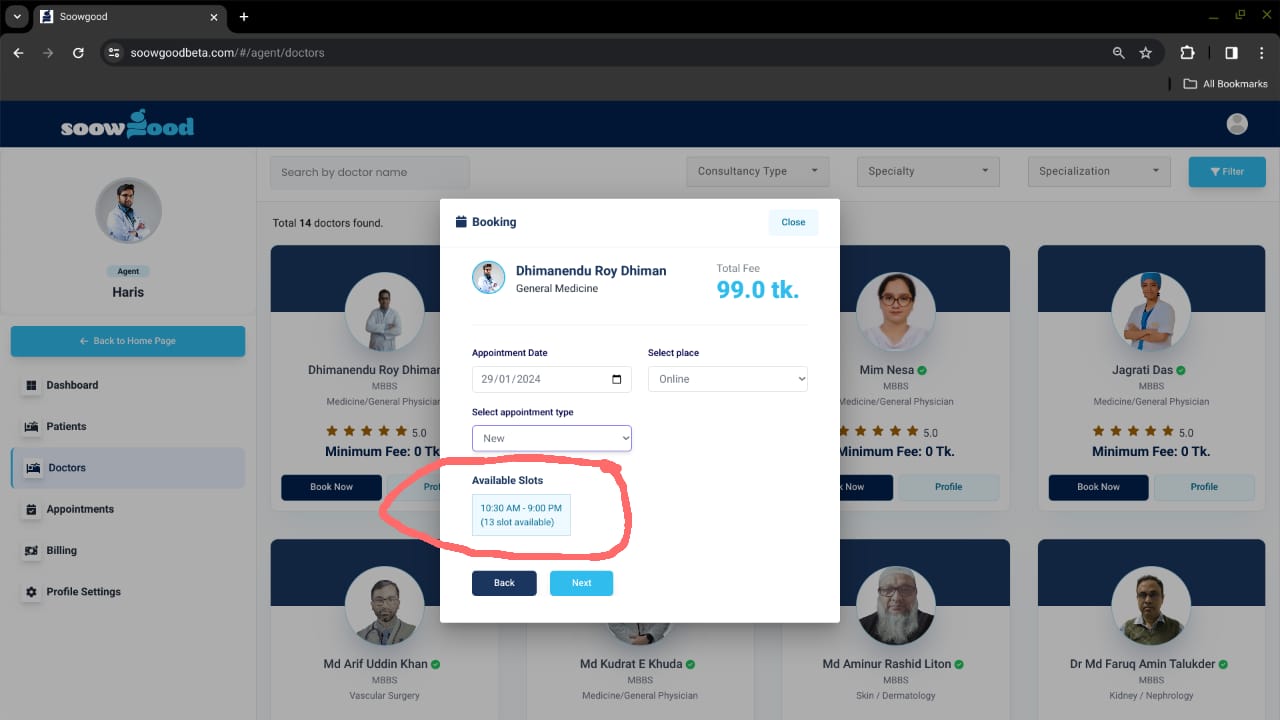 Soowgood
soowgoodbeta.com/#/agent/doctors
All Bookmarks
soowgood
Agent
Haris
Back to Home Page
Dashboard
Patients
Doctors
Appointments
Billing
Profile Settings
Search by doctor name
Consultancy Type
Specialty
Specialization
Filter
Total 14 doctors found.
Booking
Close
Dhimanendu Roy Dhiman
General Medicine
Total Fee
99.0 tk.
Appointment Date
29/01/2024
Select place
Online
Select appointment type
New
Available Slots
10:30 AM - 9:00 PM
(13 slot available)
Back
Next
Dhimanendu Roy Dhiman
MBBS
Medicine/General Physician
5.0
Minimum Fee: 0 Tk.
Book Now
Mim Nesa
MBBS
Medicine/General Physician
5.0
Minimum Fee: 0 Tk.
Now
Profile
Jagrati Das
MBBS
Medicine/General Physician
5.0
Minimum Fee: 0 Tk.
Book Now
Profile
Md Arif Uddin Khan
MBBS
Vascular Surgery
Md Kudrat E Khuda
MBBS
Medicine/General Physician
Md Aminur Rashid Liton
MBBS
Skin / Dermatology
Dr Md Faruq Amin Talukder
MBBS
Kidney / Nephrology